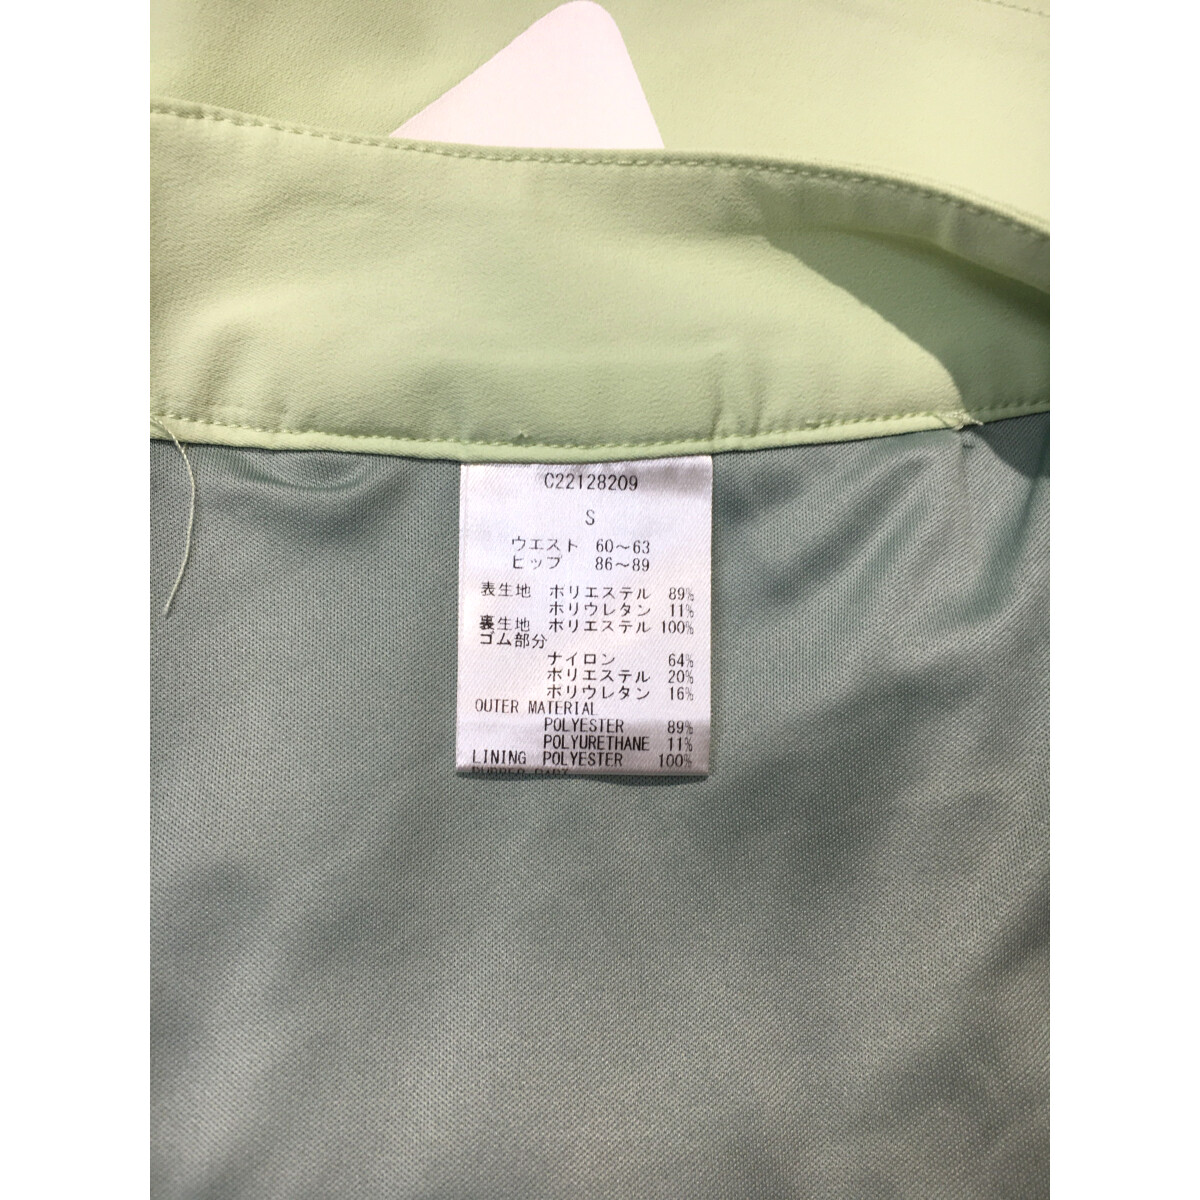 C22128209
S
ウエスト 60～63
ヒップ 86～89
表生地 ポリエステル 89%
ポリウレタン 11%
裏生地 ポリエステル 100%
ゴム部分
ナイロン 64%
ポリエステル 20%
ポリウレタン 16%
OUTER MATERIAL
POLYESTER 89%
POLYURETHANE 11%
LINING POLYESTER 100%